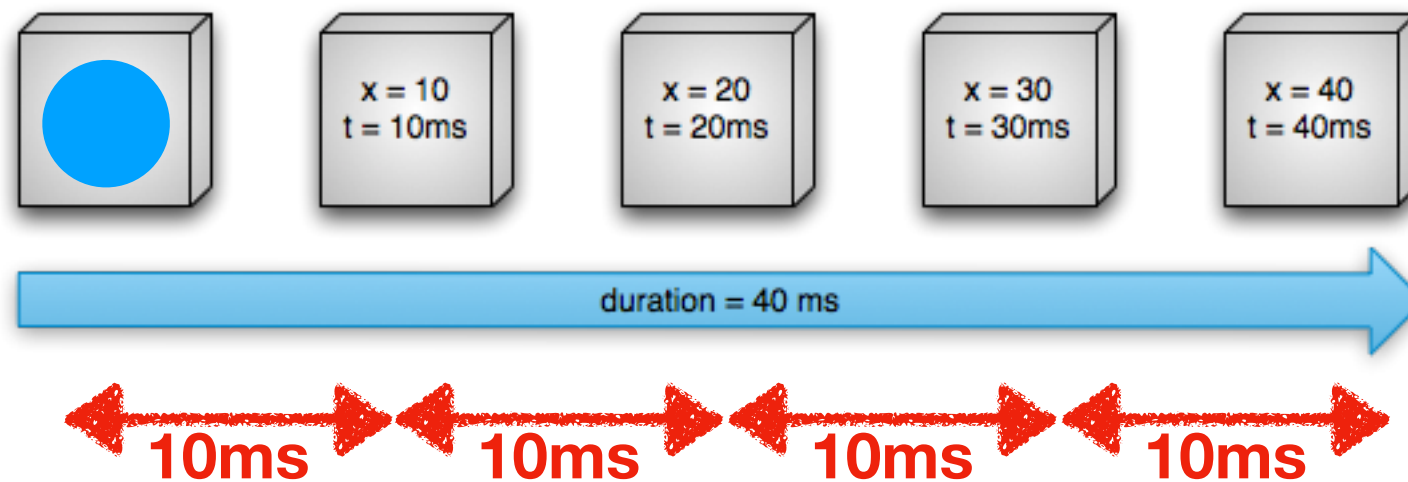 x = 10
t = 10ms
x = 20
t = 20ms
x = 30
t = 30ms
x = 40
t = 40ms
duration = 40 ms
10ms
10ms
10ms
10ms